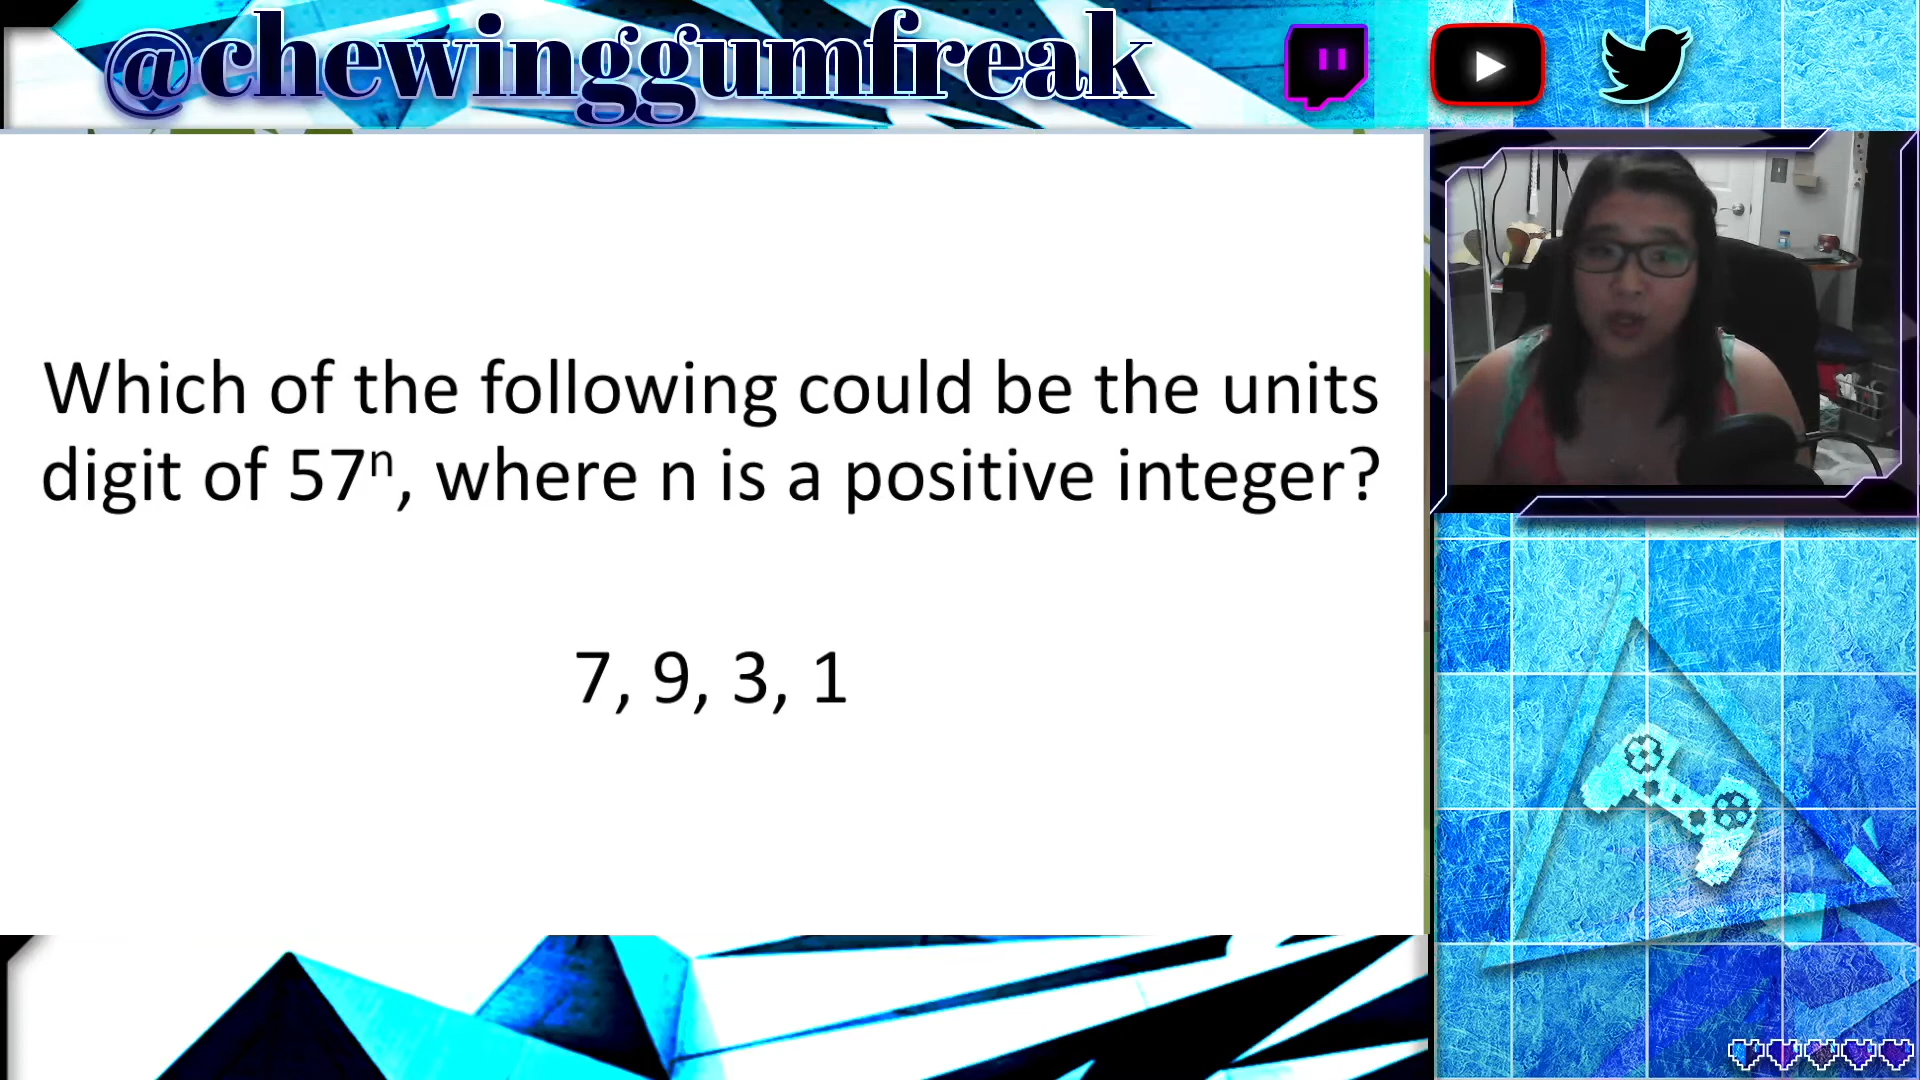 @chewinggumfreak
Which of the following could be the units
digit of 57ⁿ, where n is a positive integer?
7, 9, 3, 1